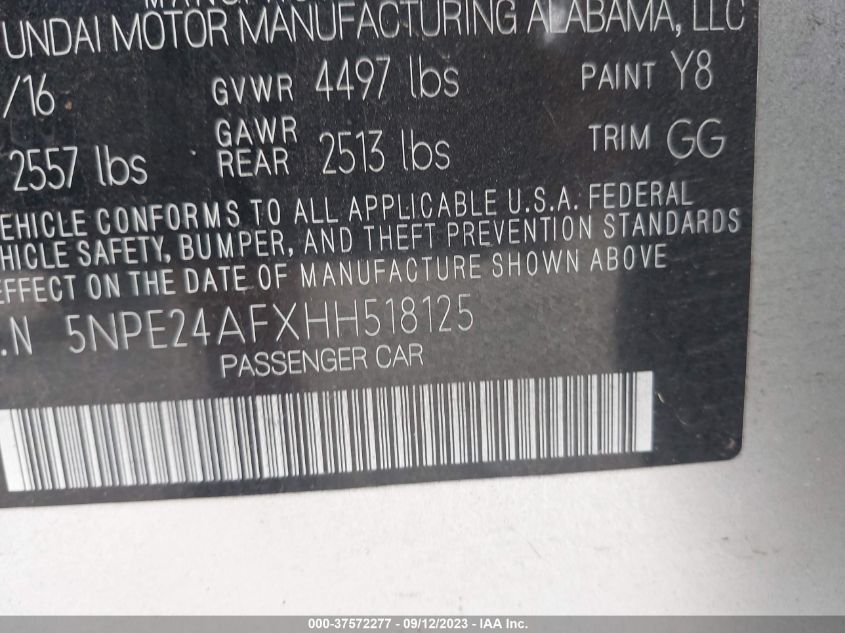 UNDAI MOTOR MANUFACTURING ALABAMA, LLC
/16 GVWR 4497 lbs PAINT Y8
2557 lbs GAWR REAR 2513 lbs TRIM GG
EHICLE CONFORMS TO ALL APPLICABLE U.S.A. FEDERAL
HICLE SAFETY, BUMPER, AND THEFT PREVENTION STANDARDS
EFFECT ON THE DATE OF MANUFACTURE SHOWN ABOVE
.N 5NPE24AFXHH518125
PASSENGER CAR
000-37572277 - 09/12/2023 - IAA Inc.